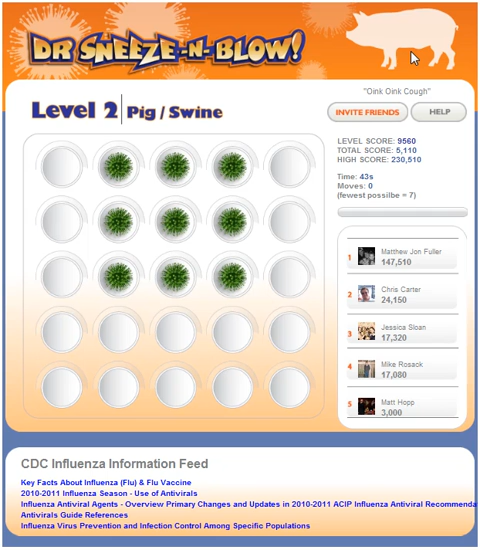 DR SNEEZE-N-BLOW!
"Oink Oink Cough"
Level 2 Pig / Swine
INVITE FRIENDS
HELP
LEVEL SCORE: 9560
TOTAL SCORE: 5,110
HIGH SCORE: 230,510
Time: 43s
Moves: 0
(fewest possilbe = 7)
1 Matthew Jon Fuller
147,510
2 Chris Carter
24,150
3 Jessica Sloan
17,320
4 Mike Rosack
17,080
5 Matt Hopp
3,000
CDC Influenza Information Feed
Key Facts About Influenza (Flu) & Flu Vaccine
2010-2011 Influenza Season - Use of Antivirals
Influenza Antiviral Agents - Overview Primary Changes and Updates in 2010-2011 ACIP Influenza Antiviral Recommenda
Antivirals Guide References
Influenza Virus Prevention and Infection Control Among Specific Populations